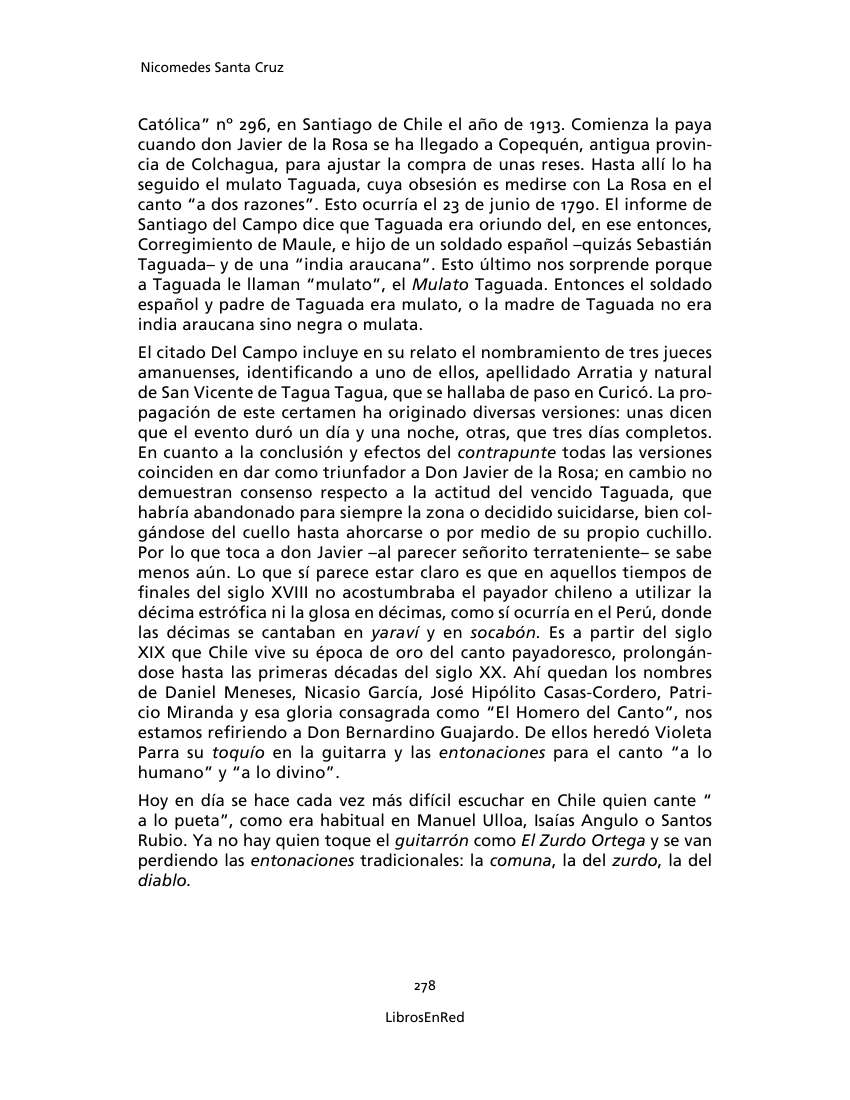 Nicomedes Santa Cruz
Católica” nº 296, en Santiago de Chile el año de 1913. Comienza la paya
cuando don Javier de la Rosa se ha llegado a Copequén, antigua provin-
cia de Colchagua, para ajustar la compra de unas reses. Hasta allí lo ha
seguido el mulato Taguada, cuya obsesión es medirse con La Rosa en el
canto “a dos razones”. Esto ocurría el 23 de junio de 1790. El informe de
Santiago del Campo dice que Taguada era oriundo del, en ese entonces,
Corregimiento de Maule, e hijo de un soldado español –quizás Sebastián
Taguada– y de una “india araucana”. Esto último nos sorprende porque
a Taguada le llaman “mulato”, el Mulato Taguada. Entonces el soldado
español y padre de Taguada era mulato, o la madre de Taguada no era
india araucana sino negra o mulata.
El citado Del Campo incluye en su relato el nombramiento de tres jueces
amanuenses, identificando a uno de ellos, apellidado Arratia y natural
de San Vicente de Tagua Tagua, que se hallaba de paso en Curicó. La pro-
pagación de este certamen ha originado diversas versiones: unas dicen
que el evento duró un día y una noche, otras, que tres días completos.
En cuanto a la conclusión y efectos del contrapunte todas las versiones
coinciden en dar como triunfador a Don Javier de la Rosa; en cambio no
demuestran consenso respecto a la actitud del vencido Taguada, que
habría abandonado para siempre la zona o decidido suicidarse, bien col-
gándose del cuello hasta ahorcarse o por medio de su propio cuchillo.
Por lo que toca a don Javier –al parecer señorito terrateniente– se sabe
menos aún. Lo que sí parece estar claro es que en aquellos tiempos de
finales del siglo XVIII no acostumbraba el payador chileno a utilizar la
décima estrófica ni la glosa en décimas, como sí ocurría en el Perú, donde
las décimas se cantaban en yaraví y en socabón. Es a partir del siglo
XIX que Chile vive su época de oro del canto payadoresco, prolongán-
dose hasta las primeras décadas del siglo XX. Ahí quedan los nombres
de Daniel Meneses, Nicasio García, José Hipólito Casas-Cordero, Patri-
cio Miranda y esa gloria consagrada como “El Homero del Canto”, nos
estamos refiriendo a Don Bernardino Guajardo. De ellos heredó Violeta
Parra su toquío en la guitarra y las entonaciones para el canto “a lo
humano” y “a lo divino”.
Hoy en día se hace cada vez más difícil escuchar en Chile quien cante “
a lo pueta”, como era habitual en Manuel Ulloa, Isaías Angulo o Santos
Rubio. Ya no hay quien toque el guitarrón como El Zurdo Ortega y se van
perdiendo las entonaciones tradicionales: la comuna, la del zurdo, la del
diablo.
278
LibrosEnRed